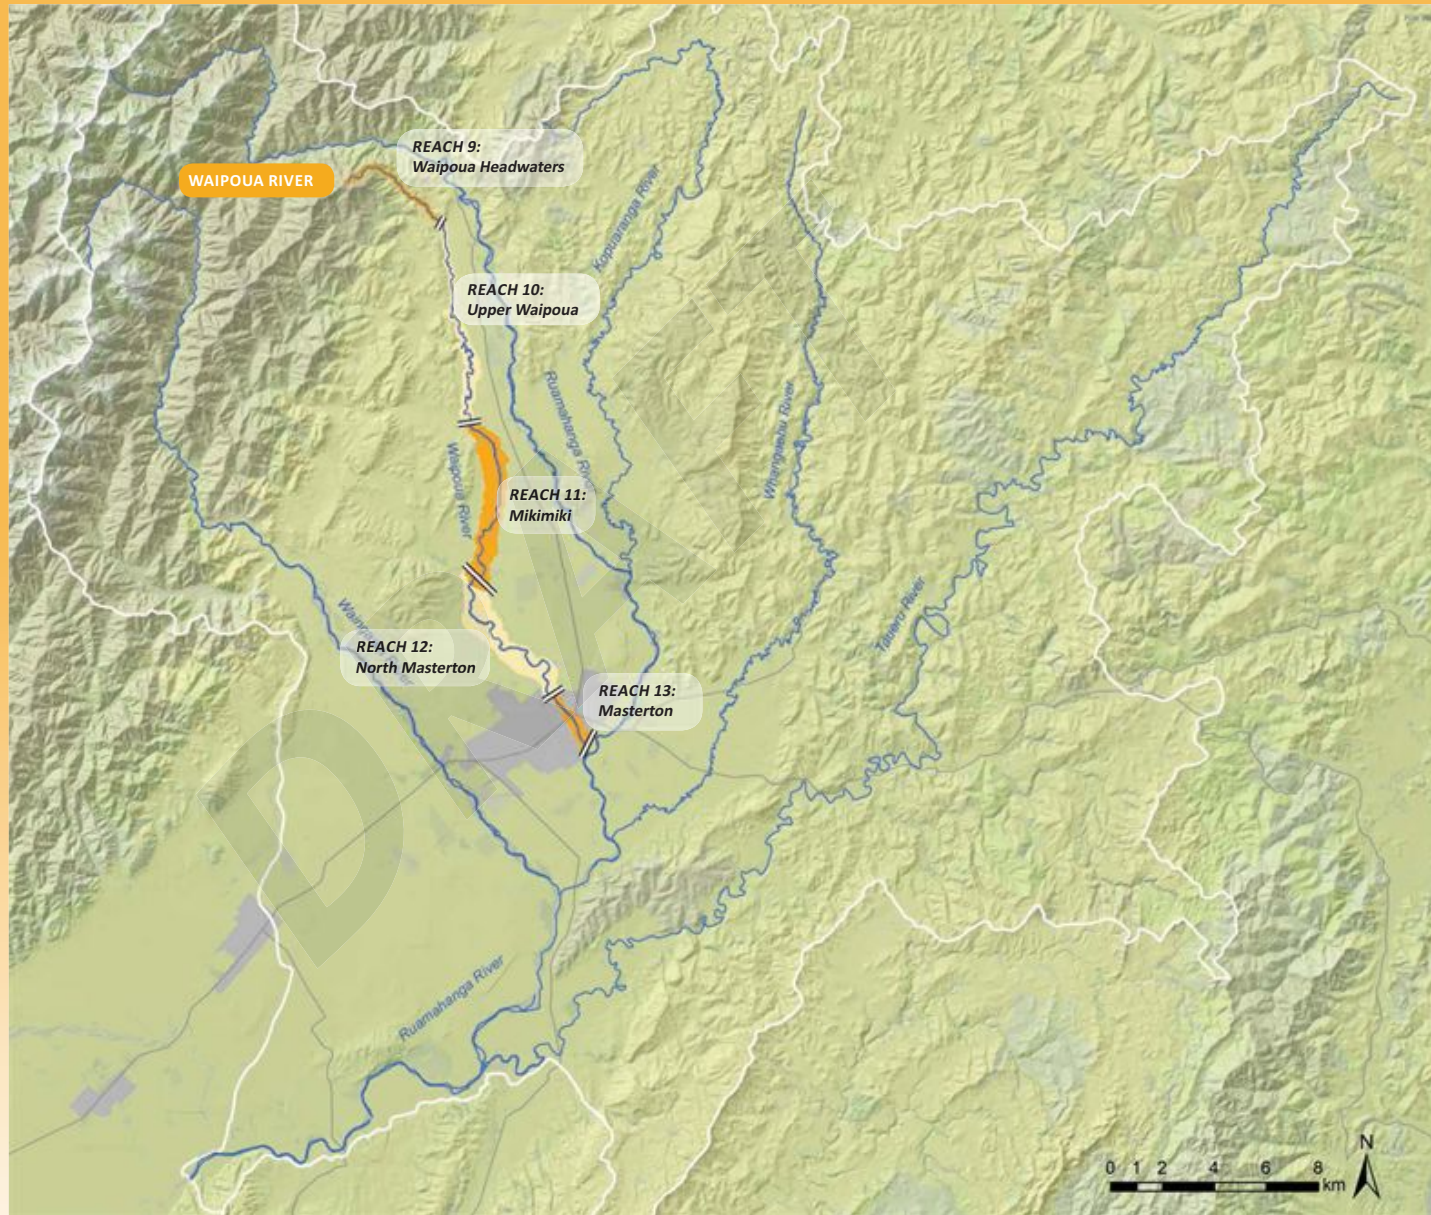 REACH 9:
Waipoua Headwaters
WAIPOUA RIVER
Kopuaranga River
REACH 10:
Upper Waipoua
Ruamahanga River
Whangaehu River
Waipoua River
REACH 11:
Mikimiki
Taueru River
REACH 12:
North Masterton
REACH 13:
Masterton
Ruamahanga River
DRAFT
N
0 1 2 4 6 8
km